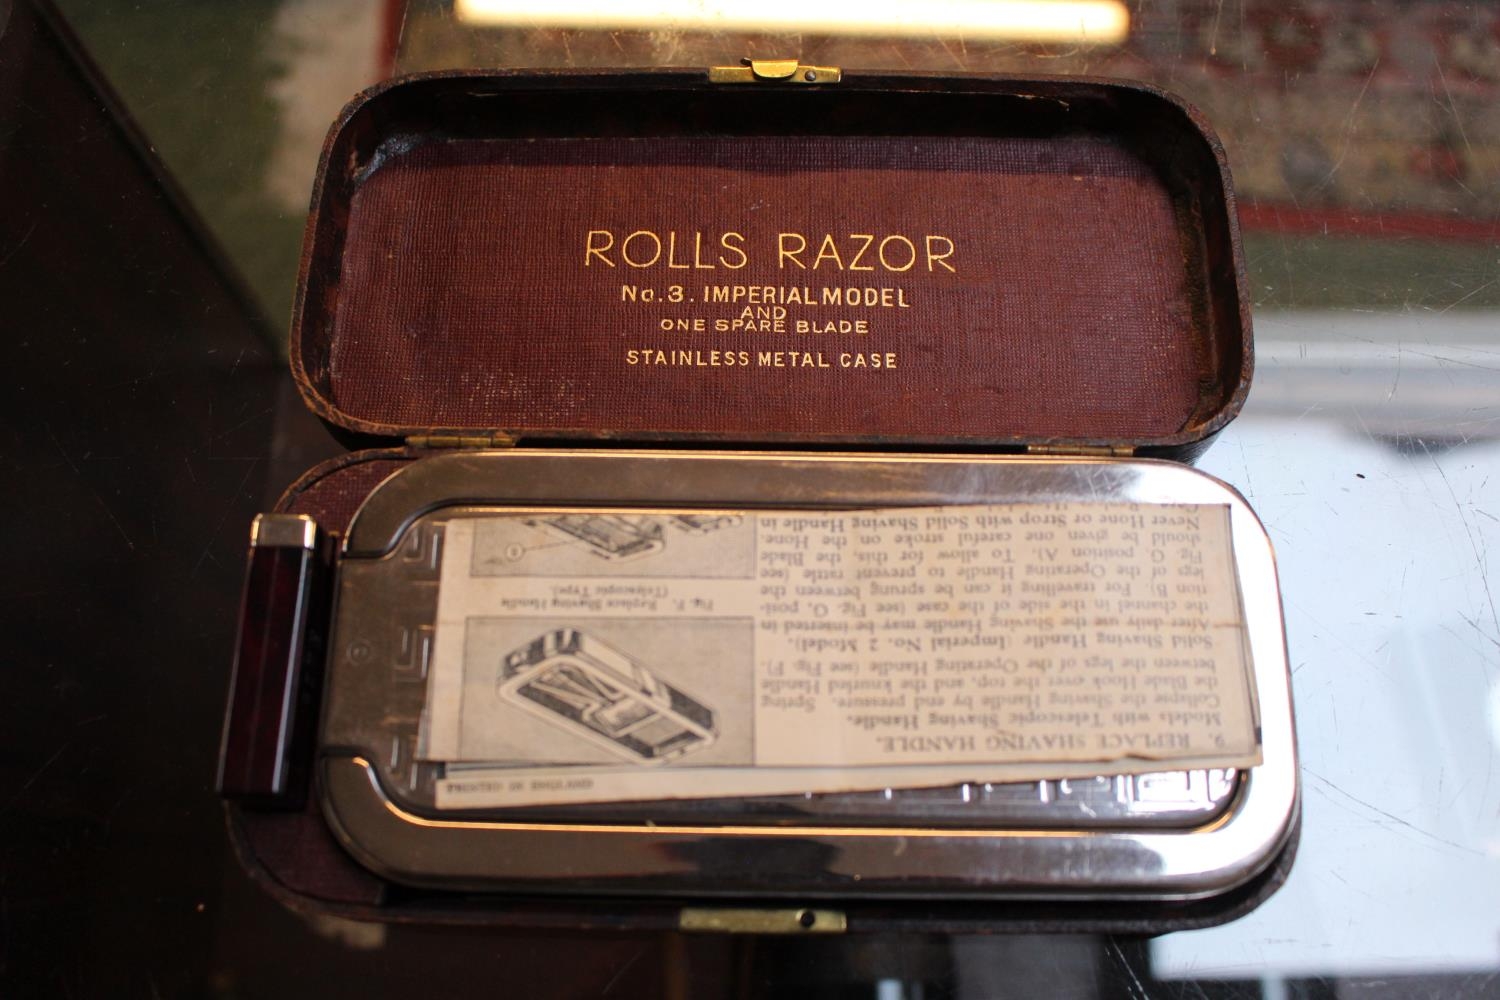 ROLLS RAZOR
No.3. IMPERIAL MODEL
AND
ONE SPARE BLADE
STAINLESS METAL CASE
9. REPLACE SHAVING HANDLE.
Models with Telescopic Shaving Handle.
Collapse the Shaving Handle by end pressure. Spring
the Blade Hook over the top, and the knurled Handle
between the legs of the Operating Handle (see Fig. F).
Solid Shaving Handle (Imperial No. 2 Model).
After daily use the Shaving Handle may be inserted in
the channel in the side of the case (see Fig. G, posi-
tion B) For travelling it can be sprung between the
legs of the Operating Handle to prevent rattle (see
Fig. G, position A). To allow for this, the Blade
should be given one careful stroke on the Hone.
Never Hone or Strop with Solid Shaving Handle in
Fig. F. Replace Shaving Handle
(Telescopic Type).
PRINTED IN ENGLAND